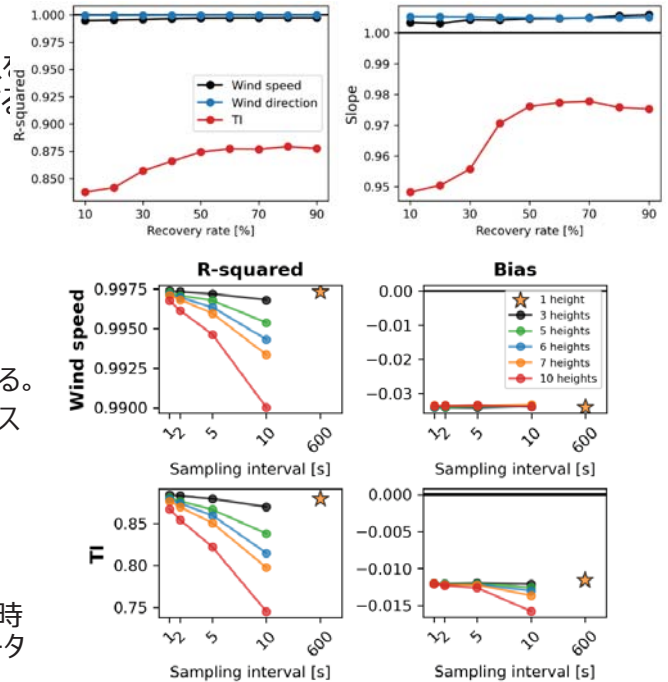 1.000
0.975
0.950
0.925
0.900
0.875
0.850
R-squared
Wind speed
Wind direction
TI
10 30 50 70 90
Recovery rate [%]
1.00
0.99
0.98
0.97
0.96
0.95
Slope
10 30 50 70 90
Recovery rate [%]
R-squared
Wind speed
0.9975
0.9950
0.9925
0.9900
1 2 5 10 600
Sampling interval [s]
Bias
0.00
−0.01
−0.02
−0.03
1 height
3 heights
5 heights
6 heights
7 heights
10 heights
1 2 5 10 600
Sampling interval [s]
る。
ス
TI
0.85
0.80
0.75
1 2 5 10 600
Sampling interval [s]
0.000
−0.005
−0.010
−0.015
1 2 5 10 600
Sampling interval [s]
時
タ